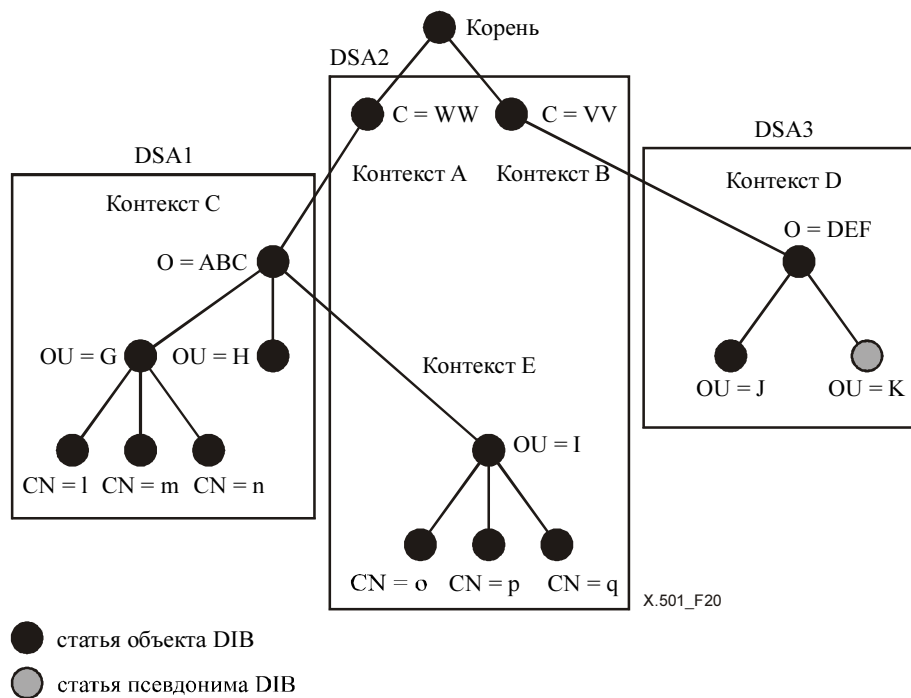 Корень
DSA2
C = WW
C = VV
DSA3
DSA1
Контекст A
Контекст B
Контекст D
Контекст C
O = DEF
O = ABC
OU = G
OU = H
Контекст E
OU = J
OU = K
OU = I
CN = l
CN = m
CN = n
CN = o
CN = p
CN = q
X.501_F20
статья объекта DIB
статья псевдонима DIB